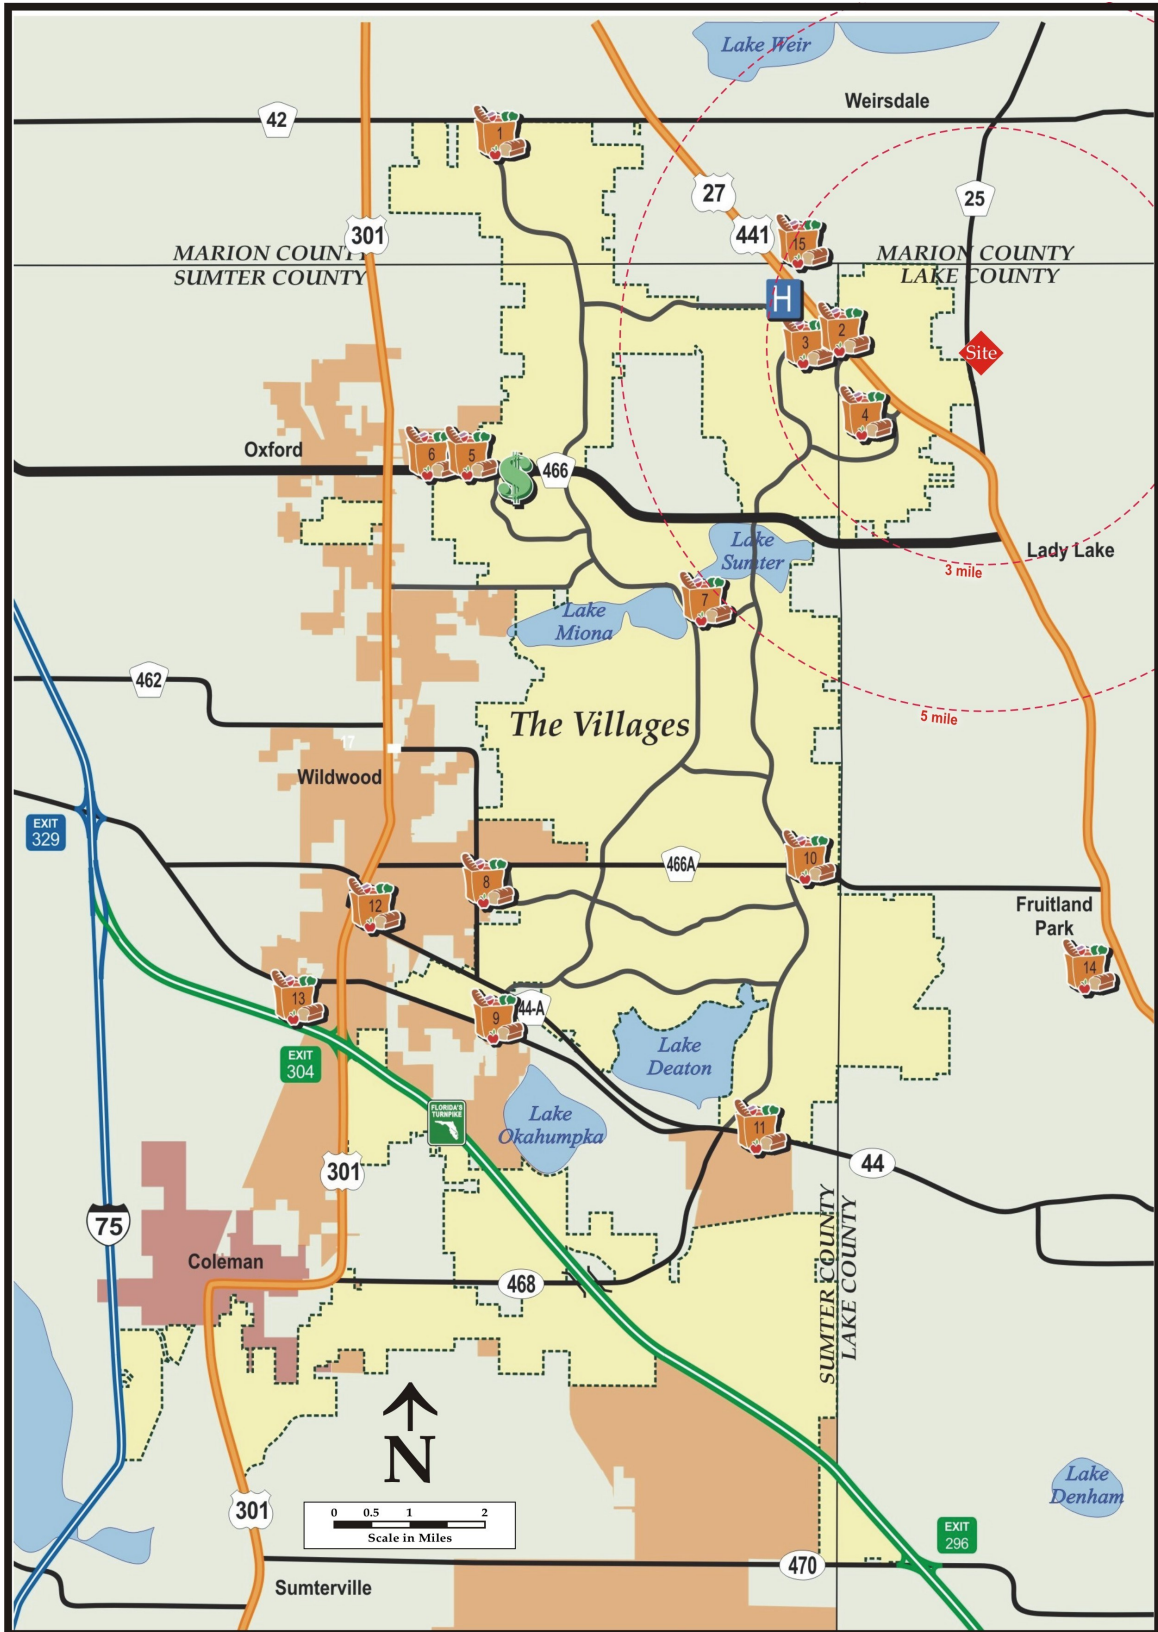 Lake Weir
Weirsdale
42
1
27
25
441
15
301
MARION COUNTY
SUMTER COUNTY
MARION COUNTY
LAKE COUNTY
H
2
3
Site
4
Oxford
6
5
$
466
Lake
Sumter
Lady Lake
3 mile
7
Lake
Miona
462
5 mile
The Villages
17
Wildwood
EXIT
329
8
466A
10
12
Fruitland
Park
14
13
9
44-A
EXIT
304
Lake
Deaton
FLORIDA'S
TURNPIKE
Lake
Okahumpka
11
44
301
75
SUMTER COUNTY
LAKE COUNTY
Coleman
468
N
Lake
Denham
301
0 0.5 1 2
Scale in Miles
EXIT
296
470
Sumterville